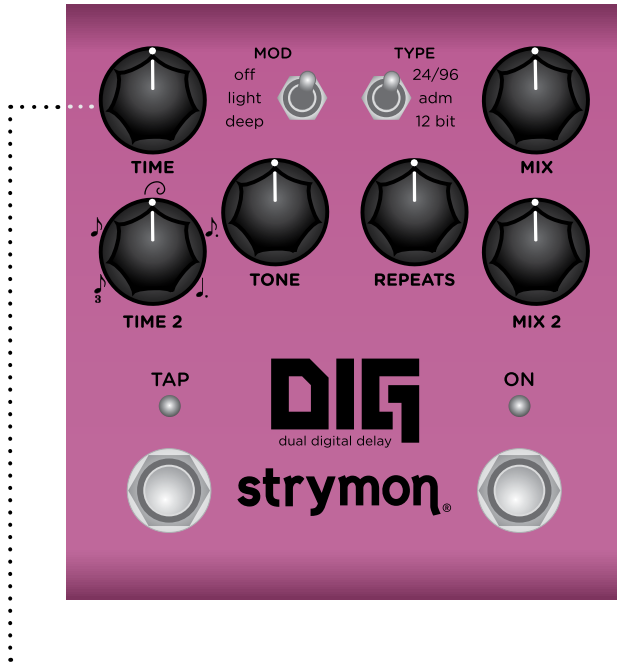 MOD
TYPE
off
light
deep
24/96
adm
12 bit
TIME
MIX
TONE
REPEATS
3
TIME 2
MIX 2
TAP
ON
DIG
dual digital delay
strymon®